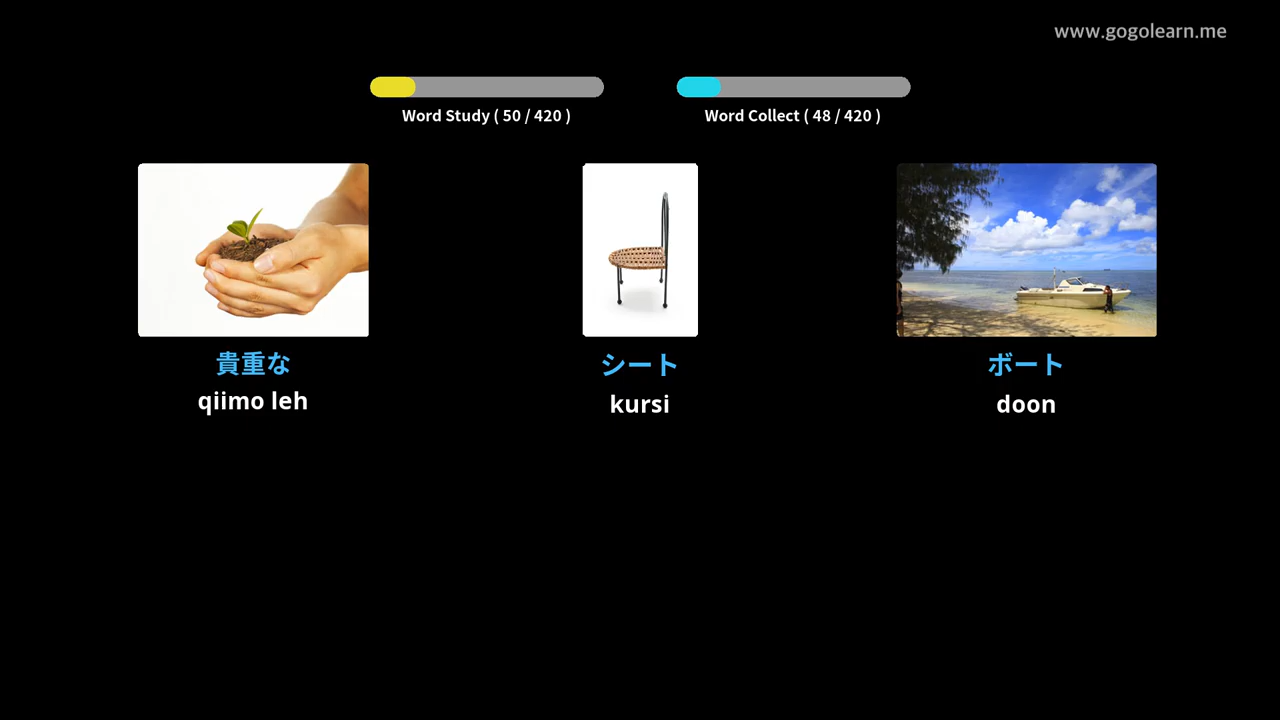 www.gogolearn.me
Word Study ( 50 / 420 )
Word Collect ( 48 / 420 )
貴重な
qiimo leh
シート
kursi
ボート
doon